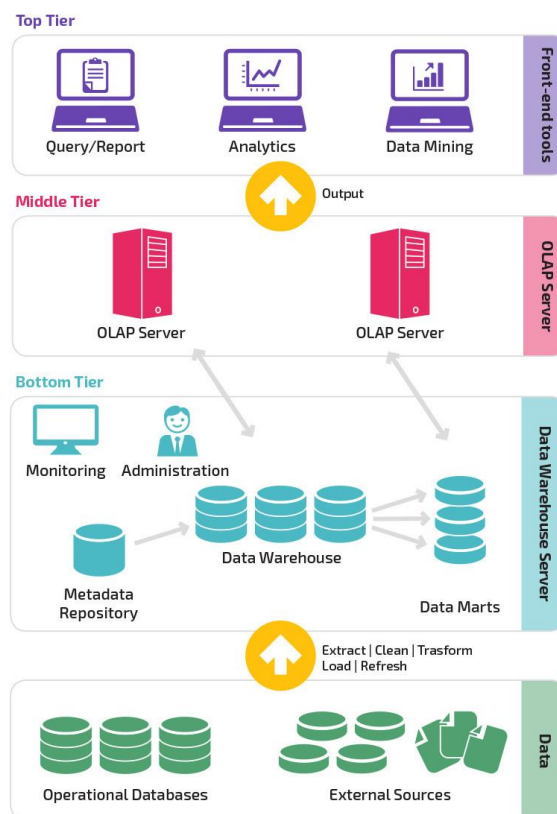 Top Tier
Query/Report
Analytics
Data Mining
Front-end tools
Output
Middle Tier
OLAP Server
OLAP Server
OLAP Server
Bottom Tier
Monitoring
Administration
Data Warehouse
Metadata
Repository
Data Marts
Data Warehouse Server
Extract | Clean | Trasform
Load | Refresh
Operational Databases
External Sources
Data